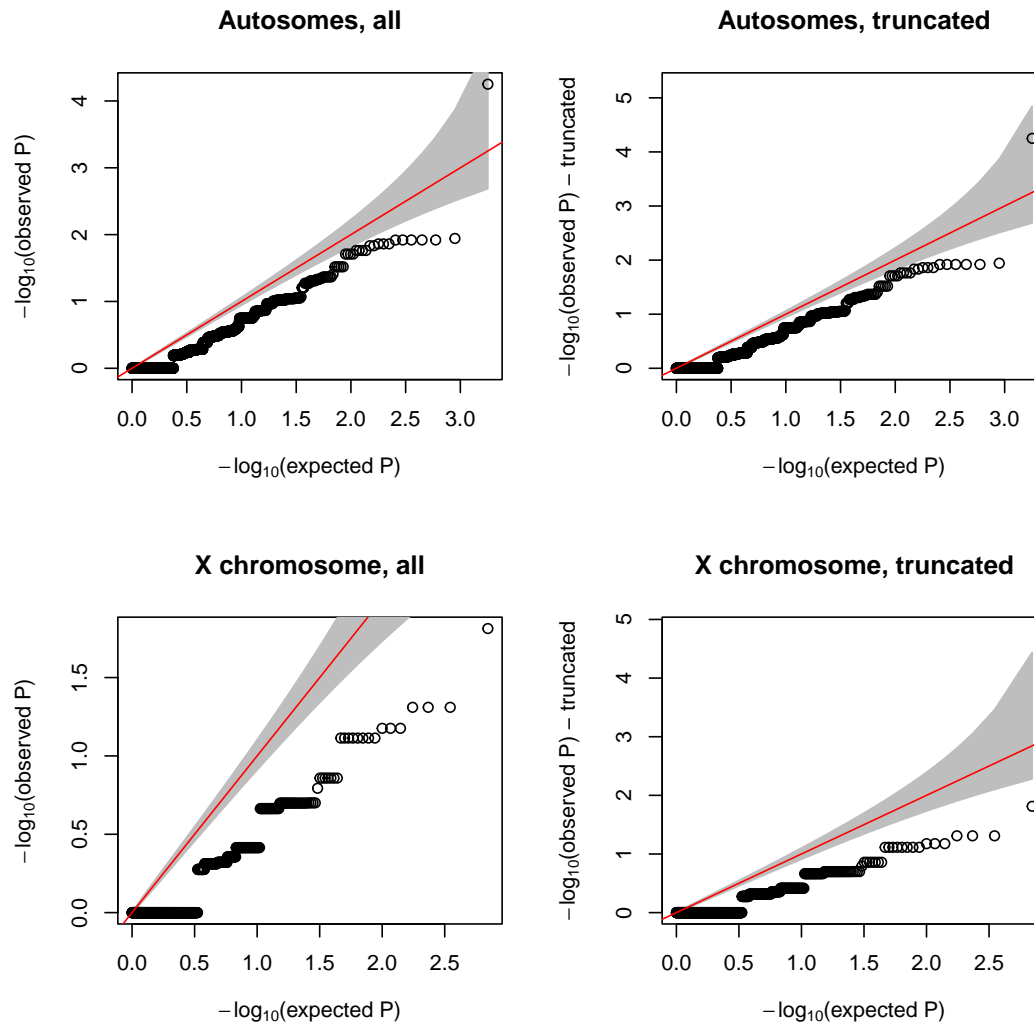 Autosomes, all
−log10(observed P)
0 1 2 3 4
0.0 0.5 1.0 1.5 2.0 2.5 3.0
−log10(expected P)
Autosomes, truncated
−log10(observed P) − truncated
0 1 2 3 4 5
0.0 0.5 1.0 1.5 2.0 2.5 3.0
−log10(expected P)
X chromosome, all
−log10(observed P)
0.0 0.5 1.0 1.5
0.0 0.5 1.0 1.5 2.0 2.5
−log10(expected P)
X chromosome, truncated
−log10(observed P) − truncated
0 1 2 3 4 5
0.0 0.5 1.0 1.5 2.0 2.5
−log10(expected P)